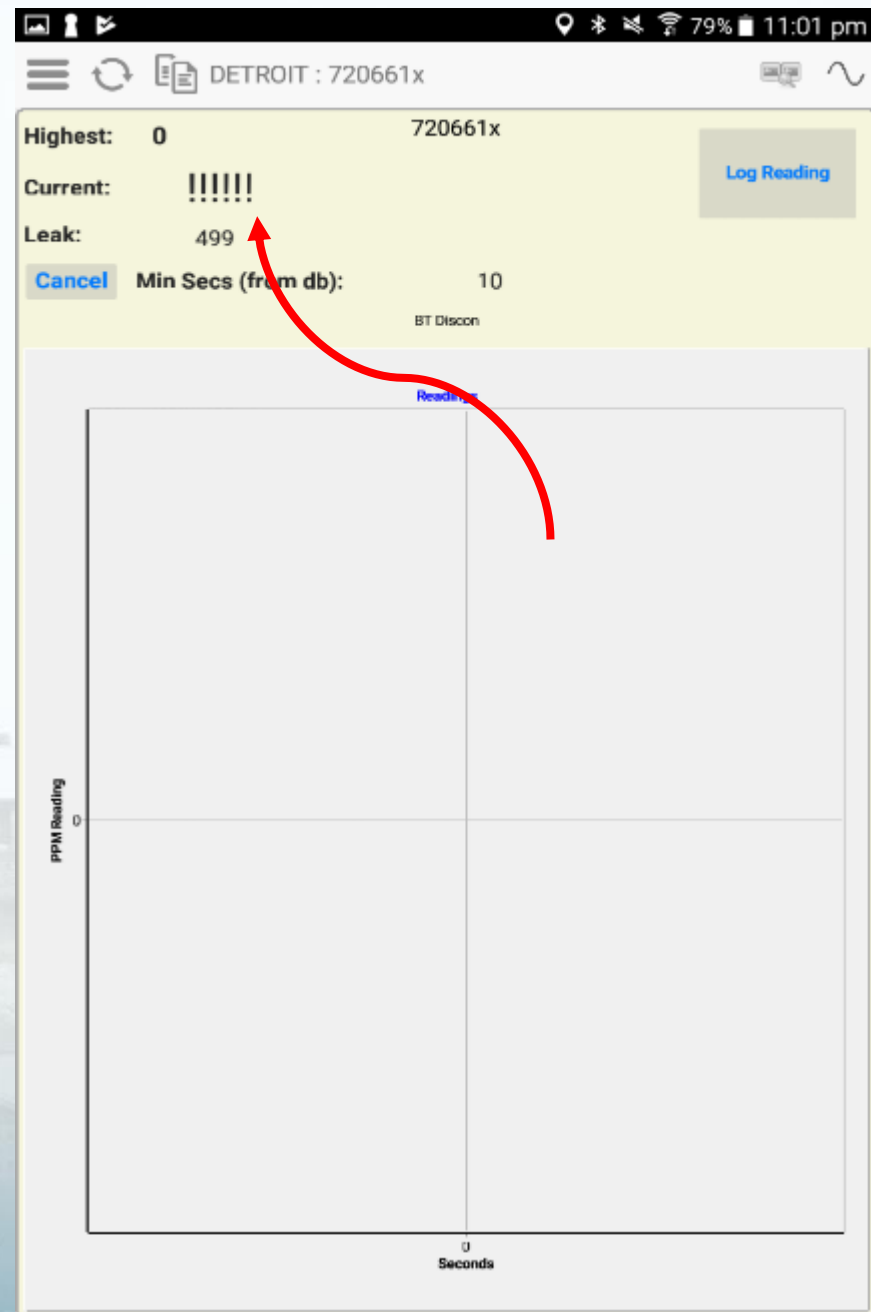 79% 11:01 pm
DETROIT : 720661x
720661x
Highest: 0
Log Reading
Current: !!!!!!
Leak: 499
Cancel Min Secs (from db): 10
BT Discon
Readings
PPM Reading
0
0
Seconds